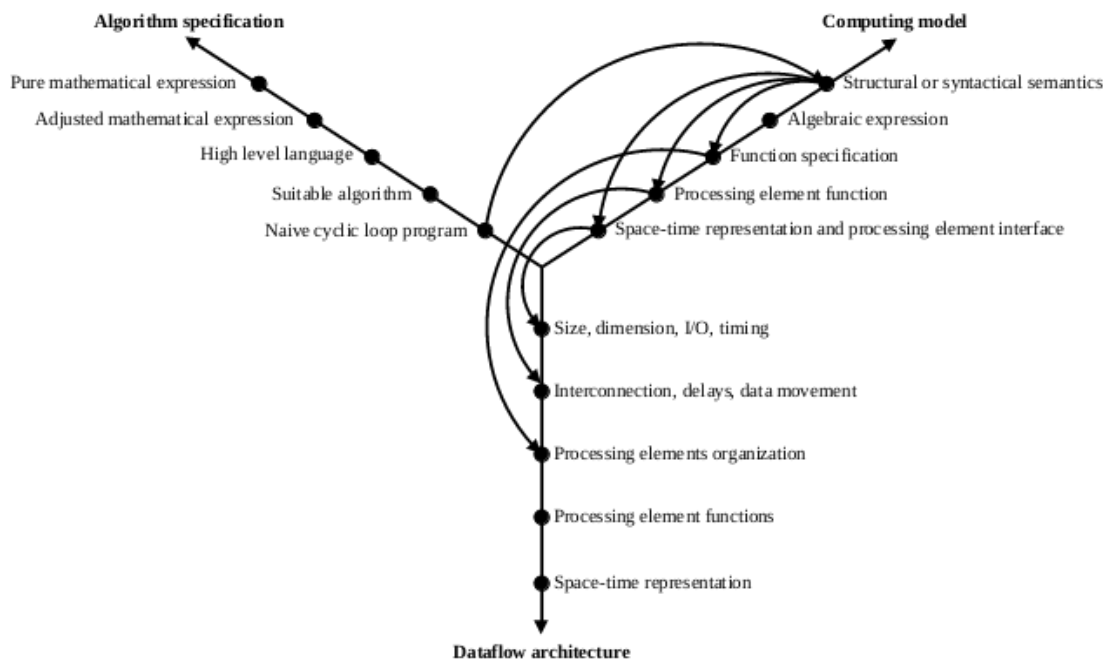 Algorithm specification
Computing model
Pure mathematical expression
Structural or syntactical semantics
Adjusted mathematical expression
Algebraic expression
High level language
Function specification
Suitable algorithm
Processing element function
Naive cyclic loop program
Space-time representation and processing element interface
Size, dimension, I/O, timing
Interconnection, delays, data movement
Processing elements organization
Processing element functions
Space-time representation
Dataflow architecture